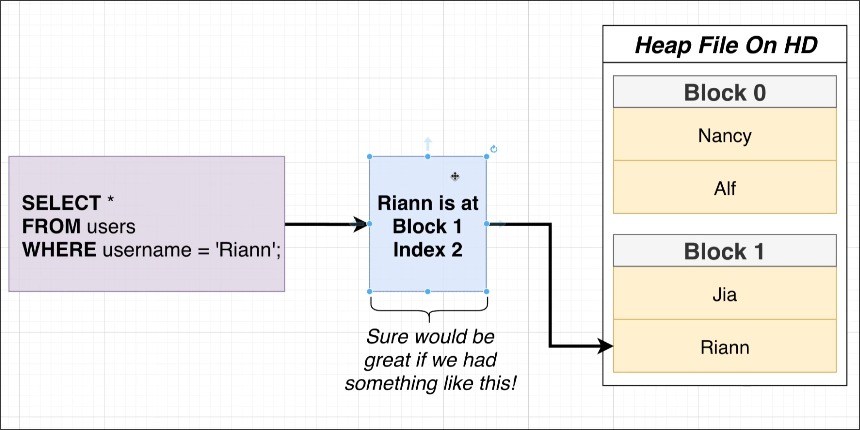 Heap File On HD
Block 0
Nancy
Alf
SELECT *
FROM users
WHERE username = 'Riann';
Riann is at
Block 1
Index 2
Sure would be
great if we had
something like this!
Block 1
Jia
Riann